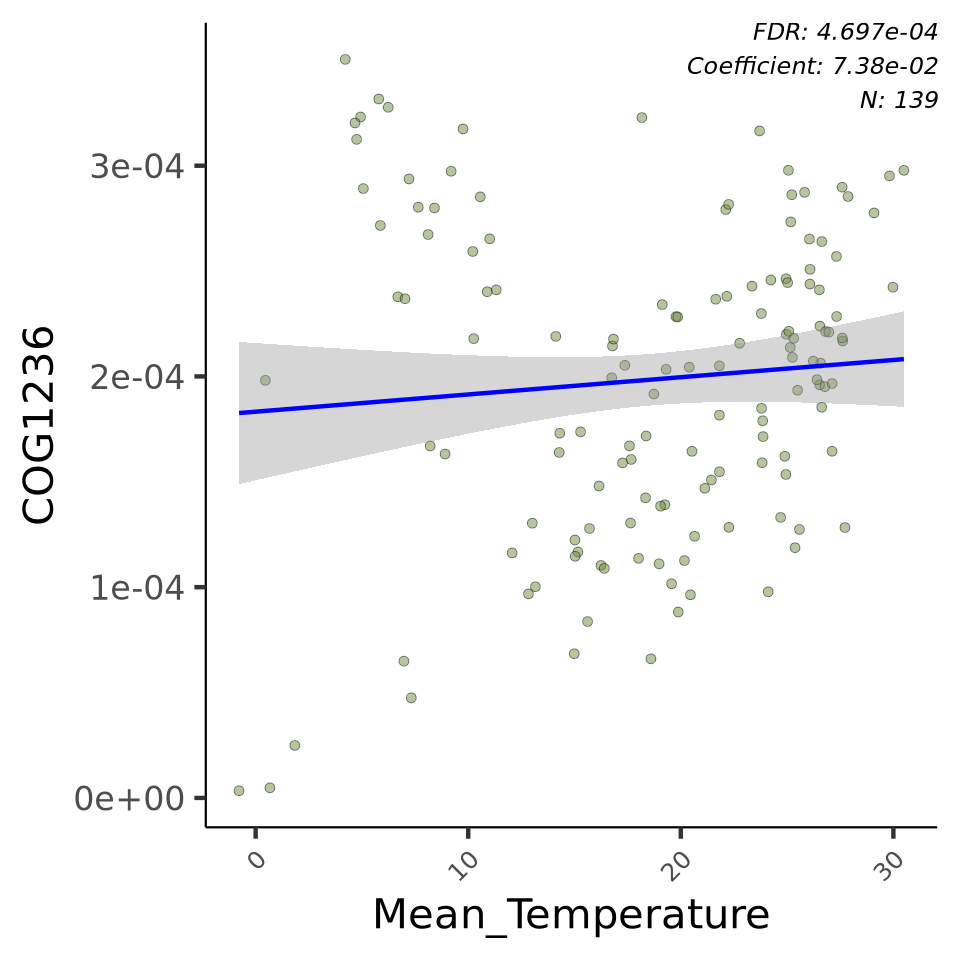 FDR: 4.697e-04
Coefficient: 7.38e-02
N: 139
COG1236
3e-04
2e-04
1e-04
0e+00
0
10
20
30
Mean_Temperature